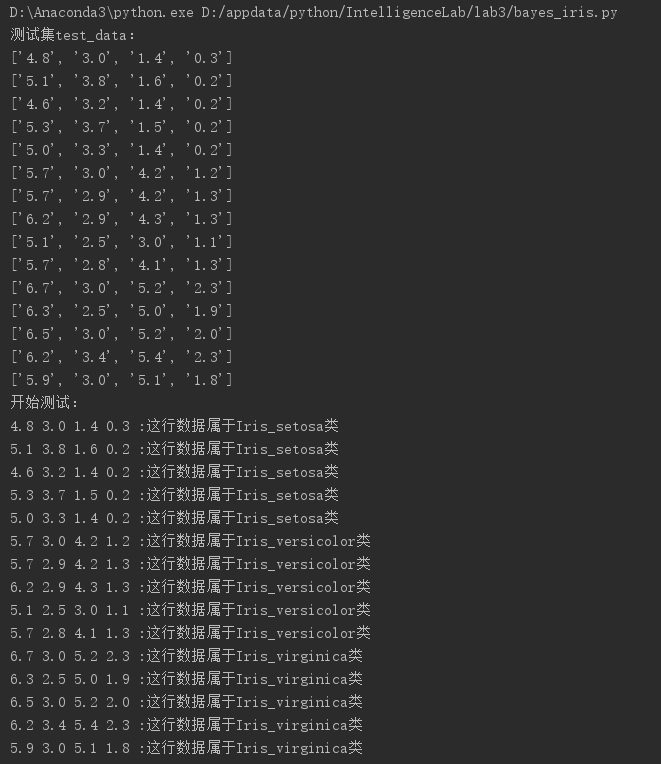 D:\Anaconda3\python.exe D:/appdata/python/IntelligenceLab/lab3/bayes_iris.py
测试集test_data:
['4.8', '3.0', '1.4', '0.3']
['5.1', '3.8', '1.6', '0.2']
['4.6', '3.2', '1.4', '0.2']
['5.3', '3.7', '1.5', '0.2']
['5.0', '3.3', '1.4', '0.2']
['5.7', '3.0', '4.2', '1.2']
['5.7', '2.9', '4.2', '1.3']
['6.2', '2.9', '4.3', '1.3']
['5.1', '2.5', '3.0', '1.1']
['5.7', '2.8', '4.1', '1.3']
['6.7', '3.0', '5.2', '2.3']
['6.3', '2.5', '5.0', '1.9']
['6.5', '3.0', '5.2', '2.0']
['6.2', '3.4', '5.4', '2.3']
['5.9', '3.0', '5.1', '1.8']
开始测试:
4.8 3.0 1.4 0.3 :这行数据属于Iris_setosa类
5.1 3.8 1.6 0.2 :这行数据属于Iris_setosa类
4.6 3.2 1.4 0.2 :这行数据属于Iris_setosa类
5.3 3.7 1.5 0.2 :这行数据属于Iris_setosa类
5.0 3.3 1.4 0.2 :这行数据属于Iris_setosa类
5.7 3.0 4.2 1.2 :这行数据属于Iris_versicolor类
5.7 2.9 4.2 1.3 :这行数据属于Iris_versicolor类
6.2 2.9 4.3 1.3 :这行数据属于Iris_versicolor类
5.1 2.5 3.0 1.1 :这行数据属于Iris_versicolor类
5.7 2.8 4.1 1.3 :这行数据属于Iris_versicolor类
6.7 3.0 5.2 2.3 :这行数据属于Iris_virginica类
6.3 2.5 5.0 1.9 :这行数据属于Iris_virginica类
6.5 3.0 5.2 2.0 :这行数据属于Iris_virginica类
6.2 3.4 5.4 2.3 :这行数据属于Iris_virginica类
5.9 3.0 5.1 1.8 :这行数据属于Iris_virginica类